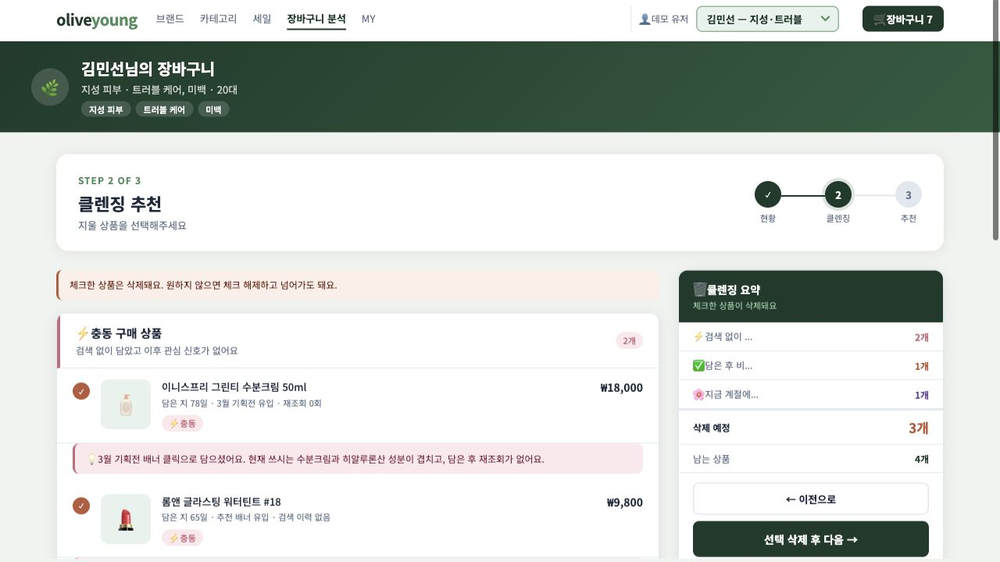 oliveyoung
브랜드
카테고리
세일
장바구니 분석
MY
데모 유저
김민선 — 지성·트러블
장바구니 7
김민선님의 장바구니
지성 피부 · 트러블 케어, 미백 · 20대
지성 피부
트러블 케어
미백
STEP 2 OF 3
클렌징 추천
지울 상품을 선택해주세요
✓
2
3
현황
클렌징
추천
체크한 상품은 삭제돼요. 원하지 않으면 체크 해제하고 넘어가도 돼요.
⚡충동 구매 상품
검색 없이 담았고 이후 관심 신호가 없어요
2개
이니스프리 그린티 수분크림 50ml
₩18,000
담은 지 78일 · 3월 기획전 유입 · 재조회 0회
⚡충동
💡3월 기획전 배너 클릭으로 담으셨어요. 현재 쓰시는 수분크림과 히알루론산 성분이 겹치고, 담은 후 재조회가 없어요.
롬앤 글라스팅 워터틴트 #18
₩9,800
담은 지 65일 · 추천 배너 유입 · 검색 이력 없음
⚡충동
🗑️클렌징 요약
체크한 상품이 삭제돼요
⚡검색 없이 ...
2개
✅담은 후 비...
1개
🌸지금 계절에...
1개
삭제 예정
3개
남는 상품
4개
← 이전으로
선택 삭제 후 다음 →